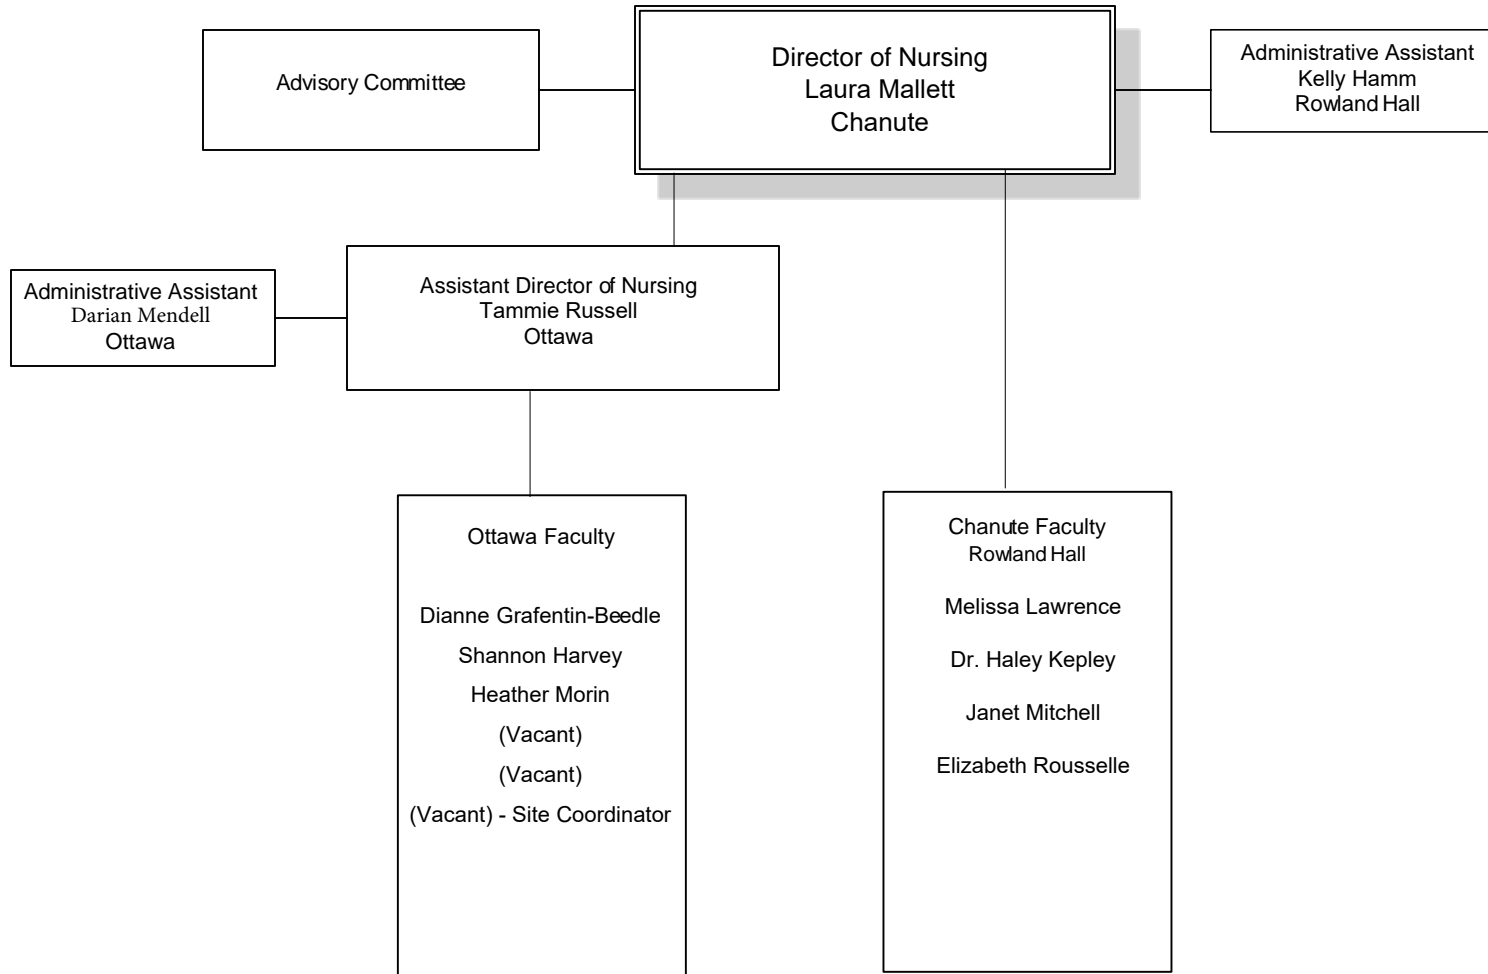 Advisory Committee
Director of Nursing
Laura Mallett
Chanute
Administrative Assistant
Kelly Hamm
Rowland Hall
Administrative Assistant
Darian Mendell
Ottawa
Assistant Director of Nursing
Tammie Russell
Ottawa
Ottawa Faculty
Dianne Grafentin-Beedle
Shannon Harvey
Heather Morin
(Vacant)
(Vacant)
(Vacant) - Site Coordinator
Chanute Faculty
Rowland Hall
Melissa Lawrence
Dr. Haley Kepley
Janet Mitchell
Elizabeth Rousselle